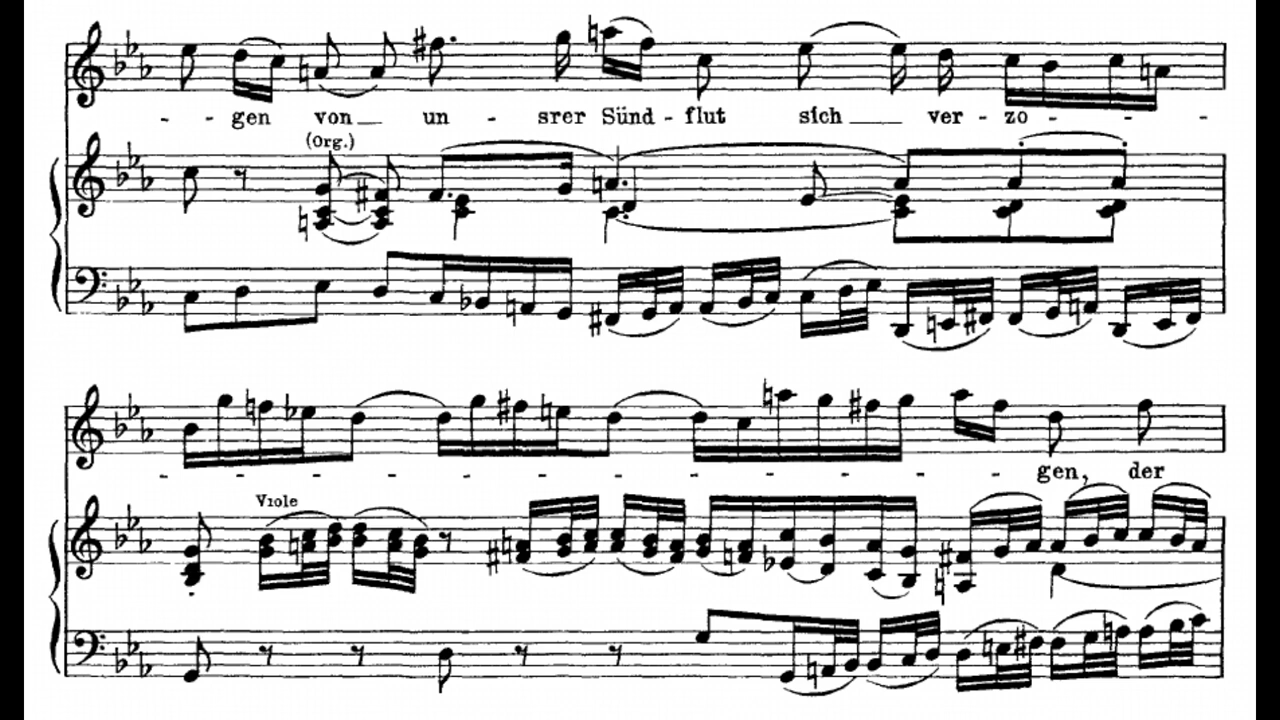 - - gen von un - srer Sünd - flut sich ver - zo - - - -
(Org.)
- - - - - - - - - - - gen, der
Viole